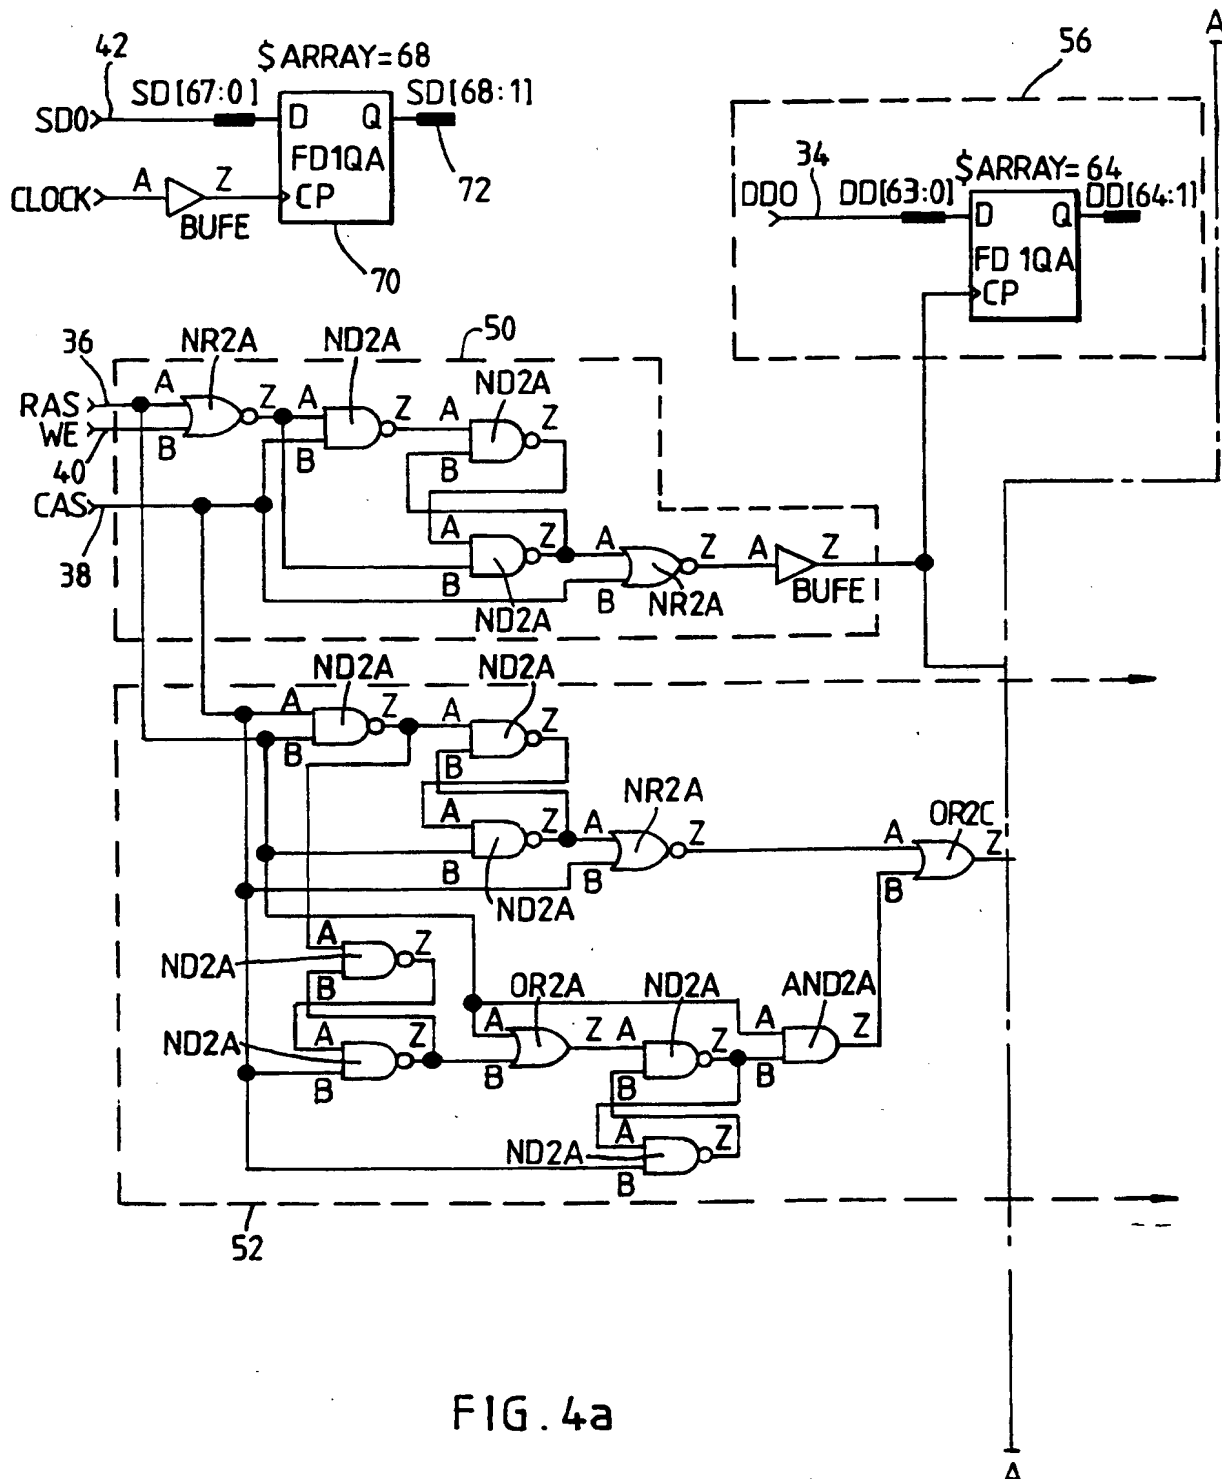 42
$ ARRAY=68
SD[67:0]
SD[68:1]
SD0
D
Q
FD1QA
CP
72
CLOCK
A
Z
BUFE
70
56
A
34
$ARRAY=64
DD0
DD[63:0]
DD[64:1]
D
Q
FD 1QA
CP
50
36
NR2A
ND2A
ND2A
RAS
A
Z
A
Z
A
Z
WE
B
B
B
40
CAS
38
A
Z
A
Z
A
Z
B
B
ND2A
NR2A
BUFE
ND2A
ND2A
A
Z
A
Z
B
B
NR2A
OR2C
A
Z
A
Z
A
Z
B
B
B
ND2A
ND2A
A
Z
B
OR2A
ND2A
AND2A
ND2A
A
Z
A
Z
A
Z
A
Z
B
B
B
B
ND2A
A
Z
B
52
FIG. 4a
A